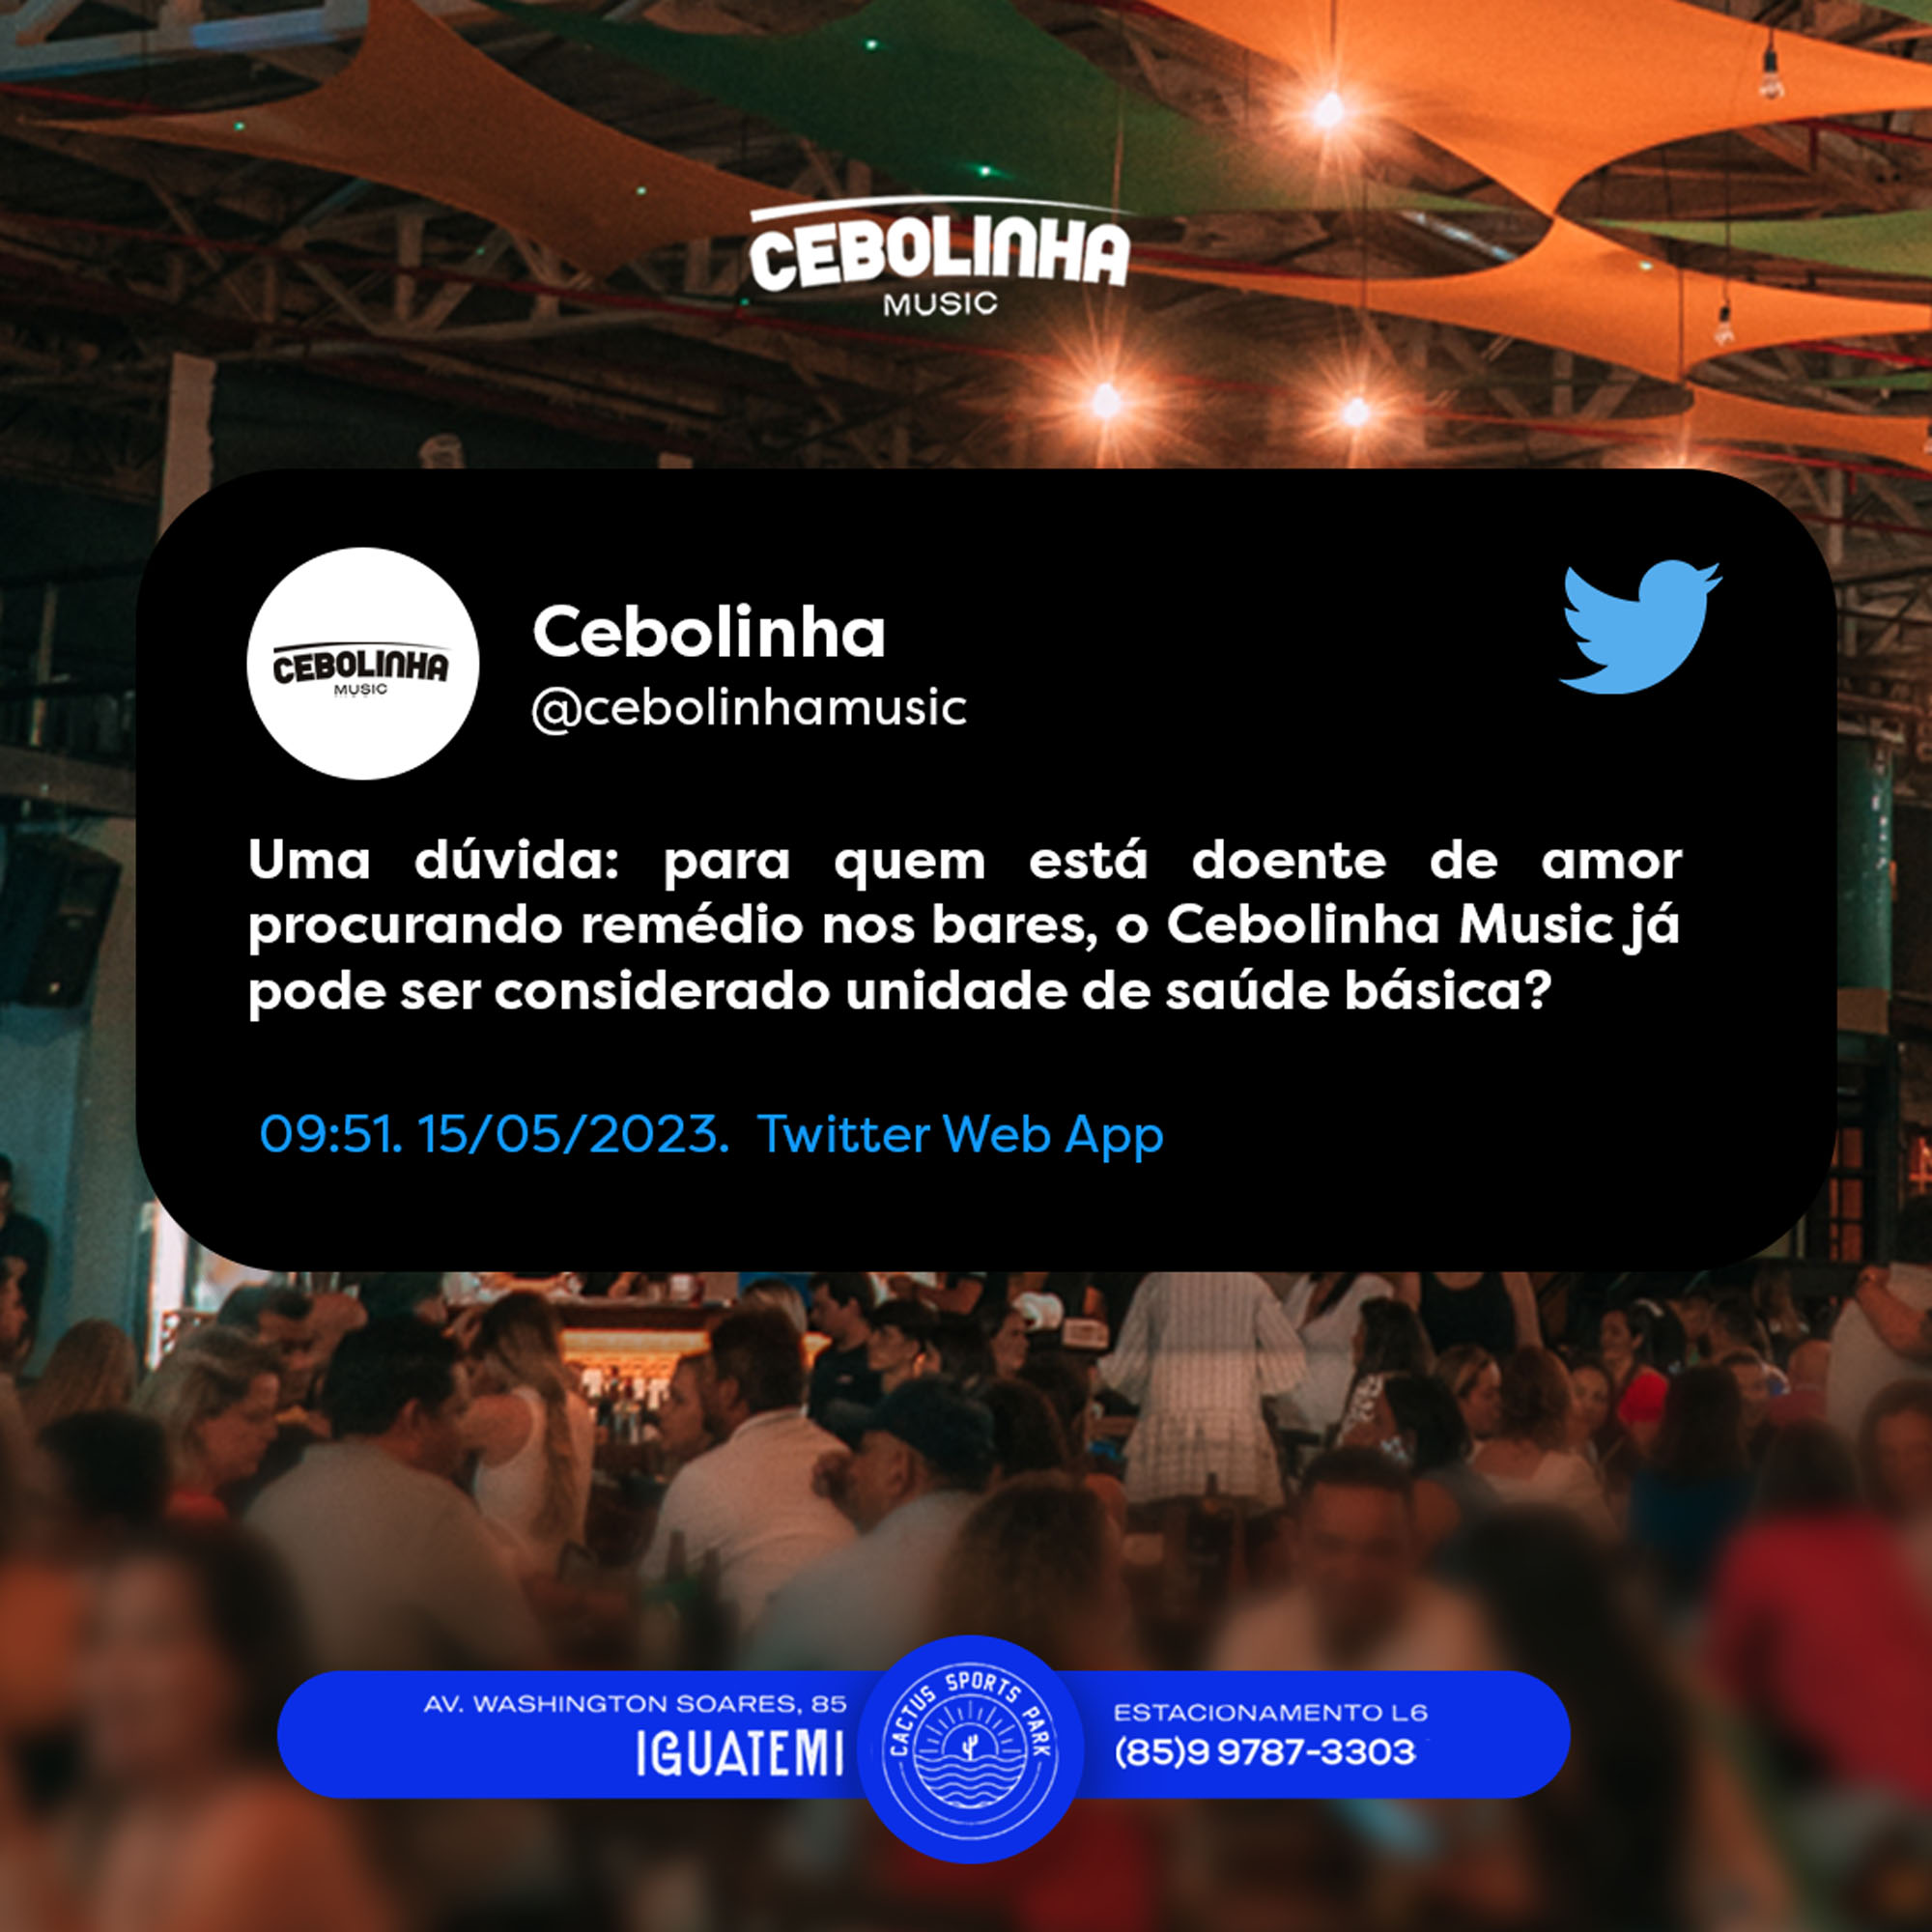 CEBOLINHA
MUSIC
CEBOLINHA
MUSIC
Cebolinha
@cebolinhamusic
Uma dúvida: para quem está doente de amor
procurando remédio nos bares, o Cebolinha Music já
pode ser considerado unidade de saúde básica?
09:51. 15/05/2023. Twitter Web App
AV. WASHINGTON SOARES, 85
IGUATEMI
CACTUS SPORTS PARK
ESTACIONAMENTO L6
(85)9 9787-3303